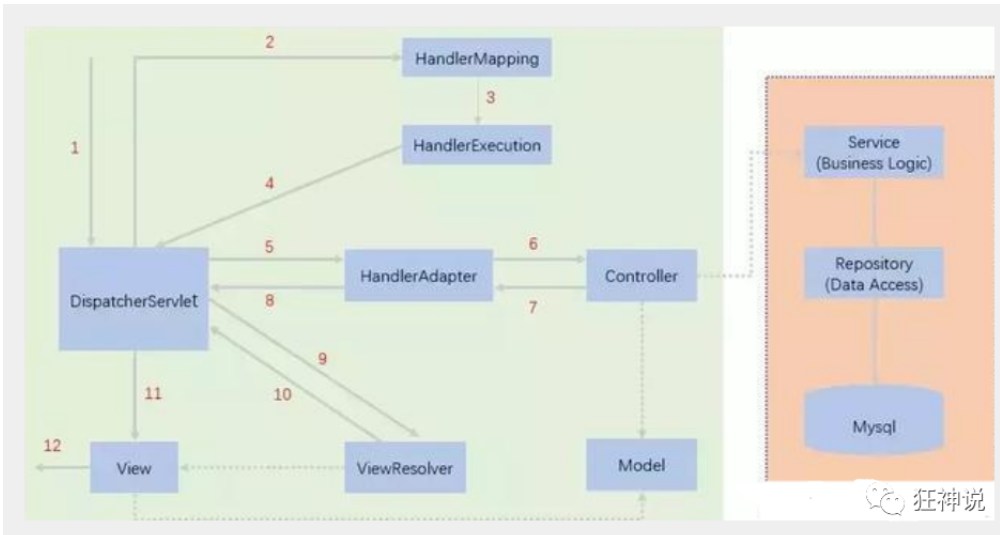 2
HandlerMapping
1
3
HandlerExecution
4
Service
(Business Logic)
5
6
DispatcherServlet
HandlerAdapter
Controller
8
7
Repository
(Data Access)
9
10
11
12
View
ViewResolver
Model
Mysql
狂神说